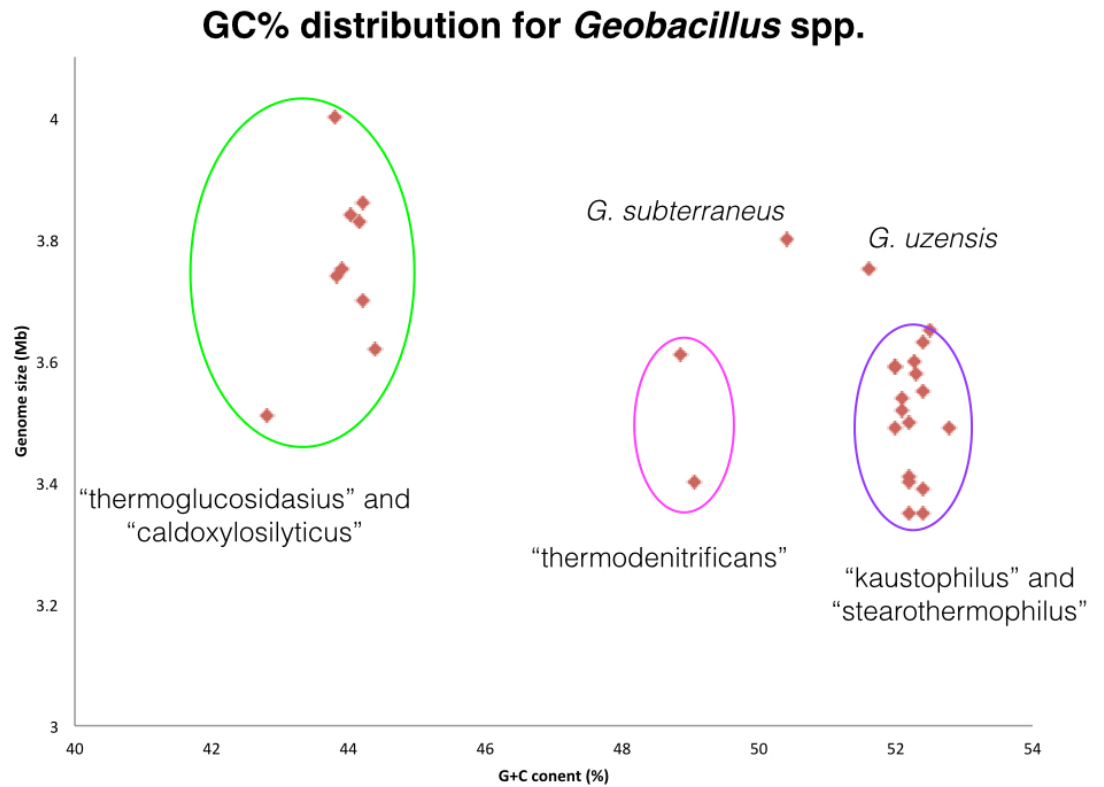 GC% distribution for Geobacillus spp.
Genome size (Mb)
4
3.8
3.6
3.4
3.2
3
G. subterraneus
G. uzensis
“thermoglucosidasius” and
“caldoxylosilyticus”
“thermodenitrificans”
“kaustophilus” and
“stearothermophilus”
40 42 44 46 48 50 52 54
G+C conent (%)